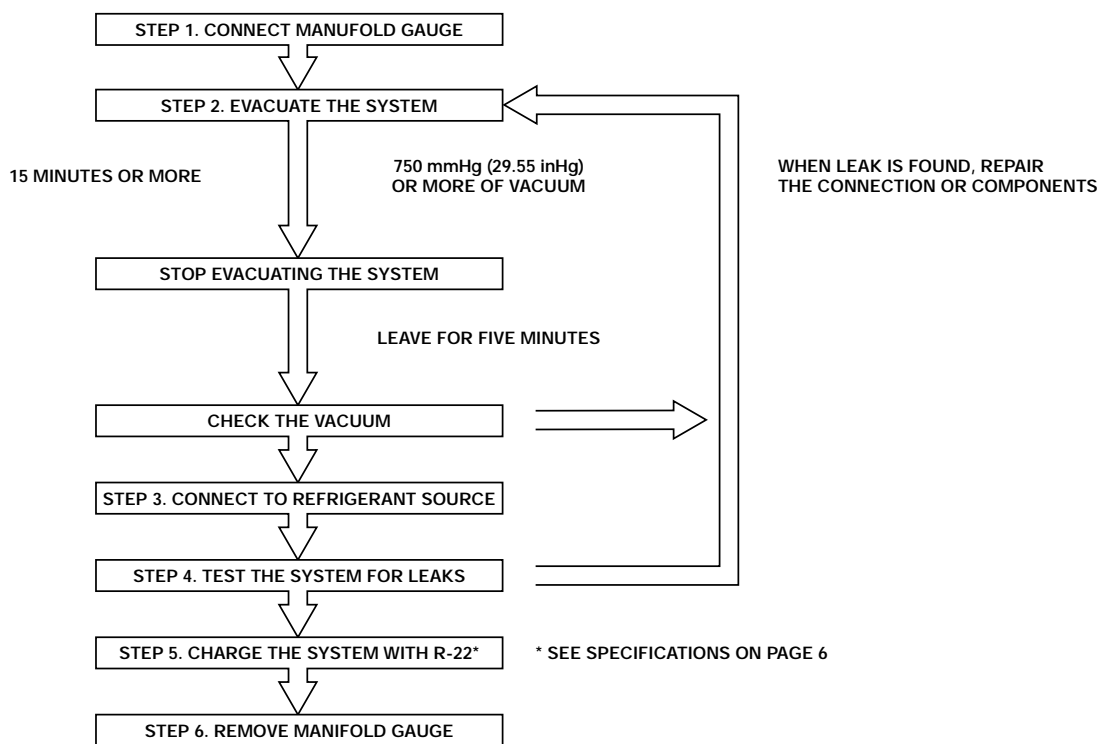 STEP 1. CONNECT MANUFOLD GAUGE
STEP 2. EVACUATE THE SYSTEM
15 MINUTES OR MORE
750 mmHg (29.55 inHg)
OR MORE OF VACUUM
WHEN LEAK IS FOUND, REPAIR
THE CONNECTION OR COMPONENTS
STOP EVACUATING THE SYSTEM
LEAVE FOR FIVE MINUTES
CHECK THE VACUUM
STEP 3. CONNECT TO REFRIGERANT SOURCE
STEP 4. TEST THE SYSTEM FOR LEAKS
STEP 5. CHARGE THE SYSTEM WITH R-22*
* SEE SPECIFICATIONS ON PAGE 6
STEP 6. REMOVE MANIFOLD GAUGE